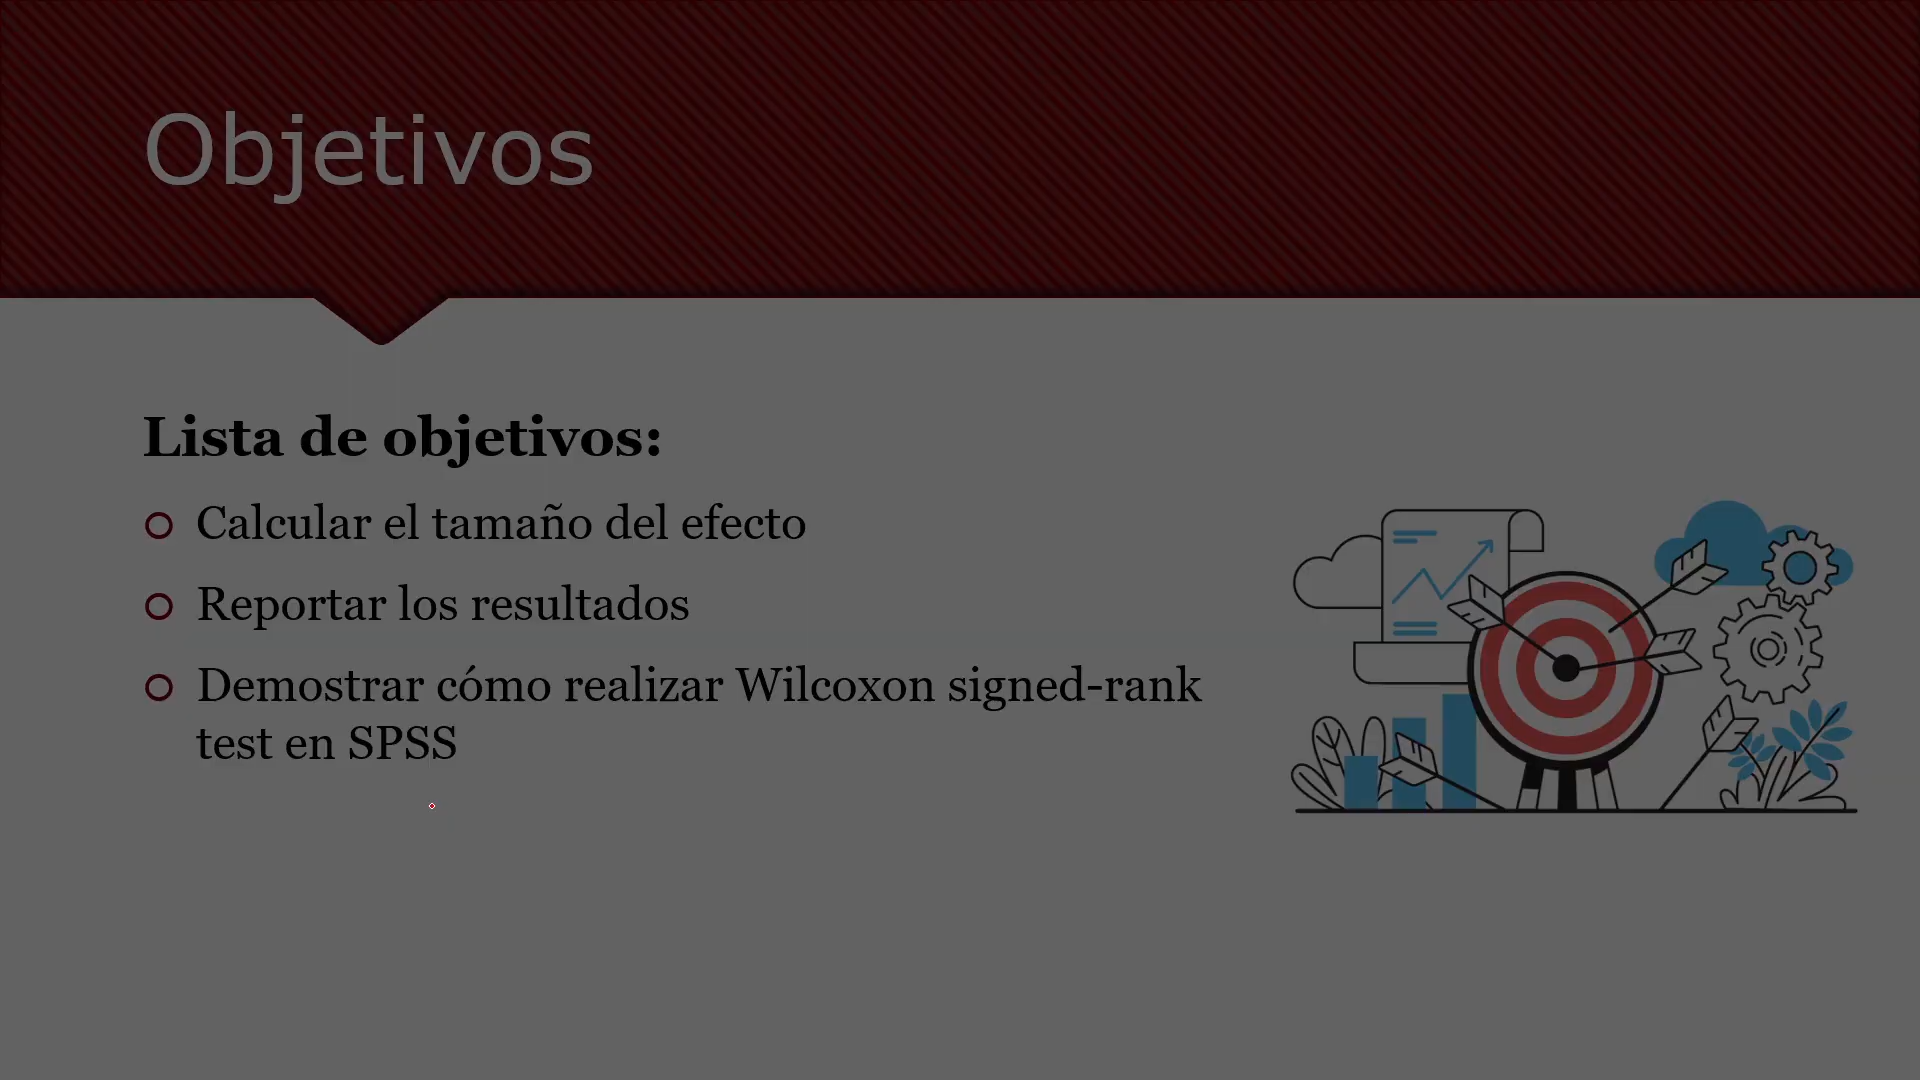 Objetivos
Lista de objetivos:
Calcular el tamaño del efecto
Reportar los resultados
Demostrar cómo realizar Wilcoxon signed-rank
test en SPSS